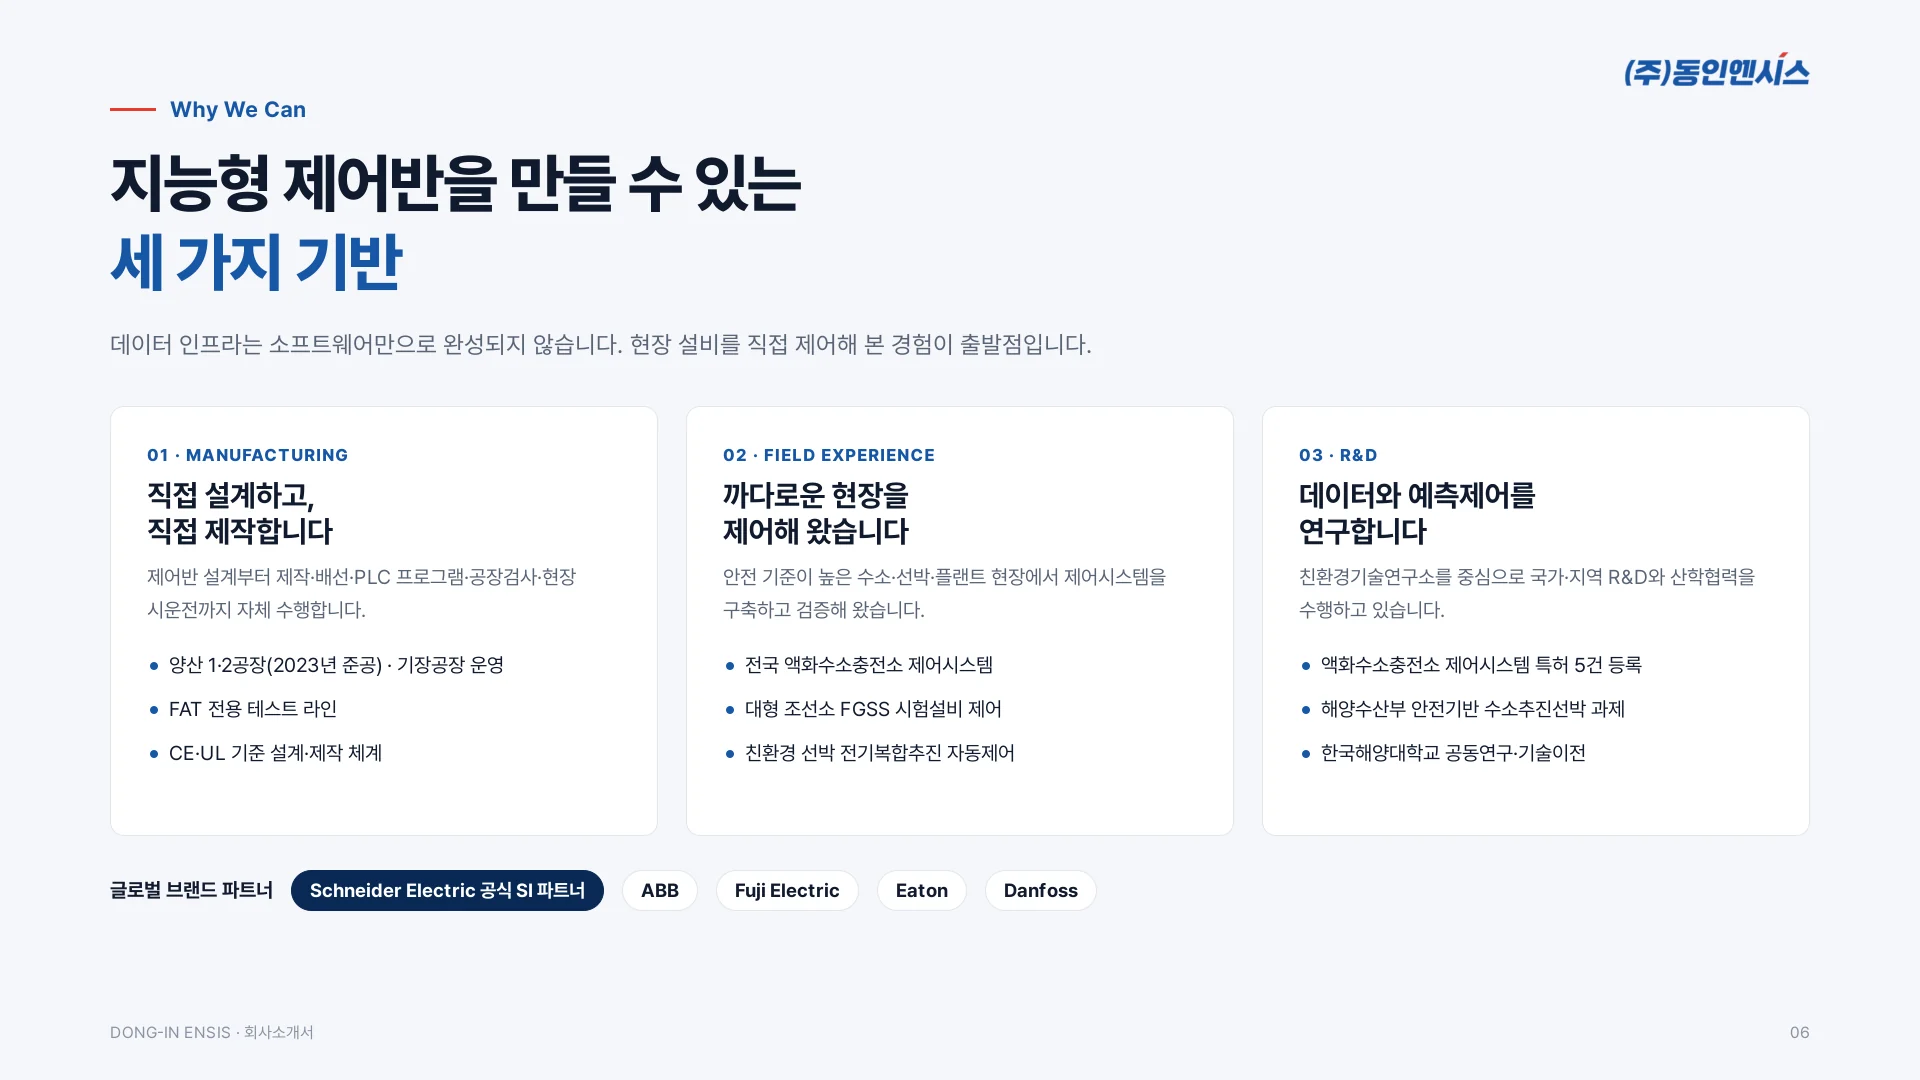 (주)동인엔시스
Why We Can
지능형 제어반을 만들 수 있는
세 가지 기반
데이터 인프라는 소프트웨어만으로 완성되지 않습니다. 현장 설비를 직접 제어해 본 경험이 출발점입니다.
01 · MANUFACTURING
직접 설계하고,
직접 제작합니다
제어반 설계부터 제작·배선·PLC 프로그램·공장검사·현장
시운전까지 자체 수행합니다.
• 양산 1·2공장(2023년 준공) · 기장공장 운영
• FAT 전용 테스트 라인
• CE·UL 기준 설계·제작 체계
02 · FIELD EXPERIENCE
까다로운 현장을
제어해 왔습니다
안전 기준이 높은 수소·선박·플랜트 현장에서 제어시스템을
구축하고 검증해 왔습니다.
• 전국 액화수소충전소 제어시스템
• 대형 조선소 FGSS 시험설비 제어
• 친환경 선박 전기복합추진 자동제어
03 · R&D
데이터와 예측제어를
연구합니다
친환경기술연구소를 중심으로 국가·지역 R&D와 산학협력을
수행하고 있습니다.
• 액화수소충전소 제어시스템 특허 5건 등록
• 해양수산부 안전기반 수소추진선박 과제
• 한국해양대학교 공동연구·기술이전
글로벌 브랜드 파트너
Schneider Electric 공식 SI 파트너
ABB
Fuji Electric
Eaton
Danfoss
DONG-IN ENSIS · 회사소개서
06